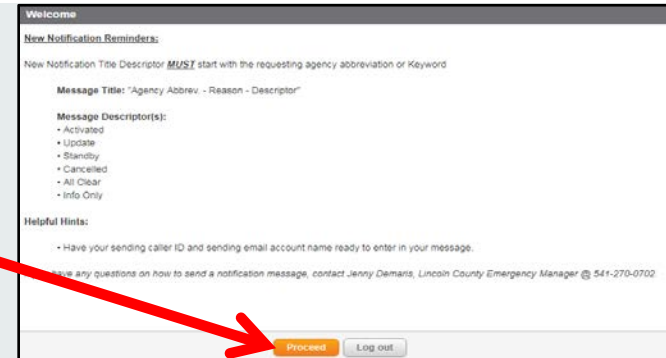 Welcome
New Notification Reminders:
New Notification Title Descriptor MUST start with the requesting agency abbreviation or Keyword
Message Title: "Agency Abbrev. - Reason - Descriptor"
Message Descriptor(s):
• Activated
• Update
• Standby
• Cancelled
• All Clear
• Info Only
Helpful Hints:
• Have your sending caller ID and sending email account name ready to enter in your message.
have any questions on how to send a notification message, contact Jenny Demaris, Lincoln County Emergency Manager @ 541-270-0702
Proceed Log out